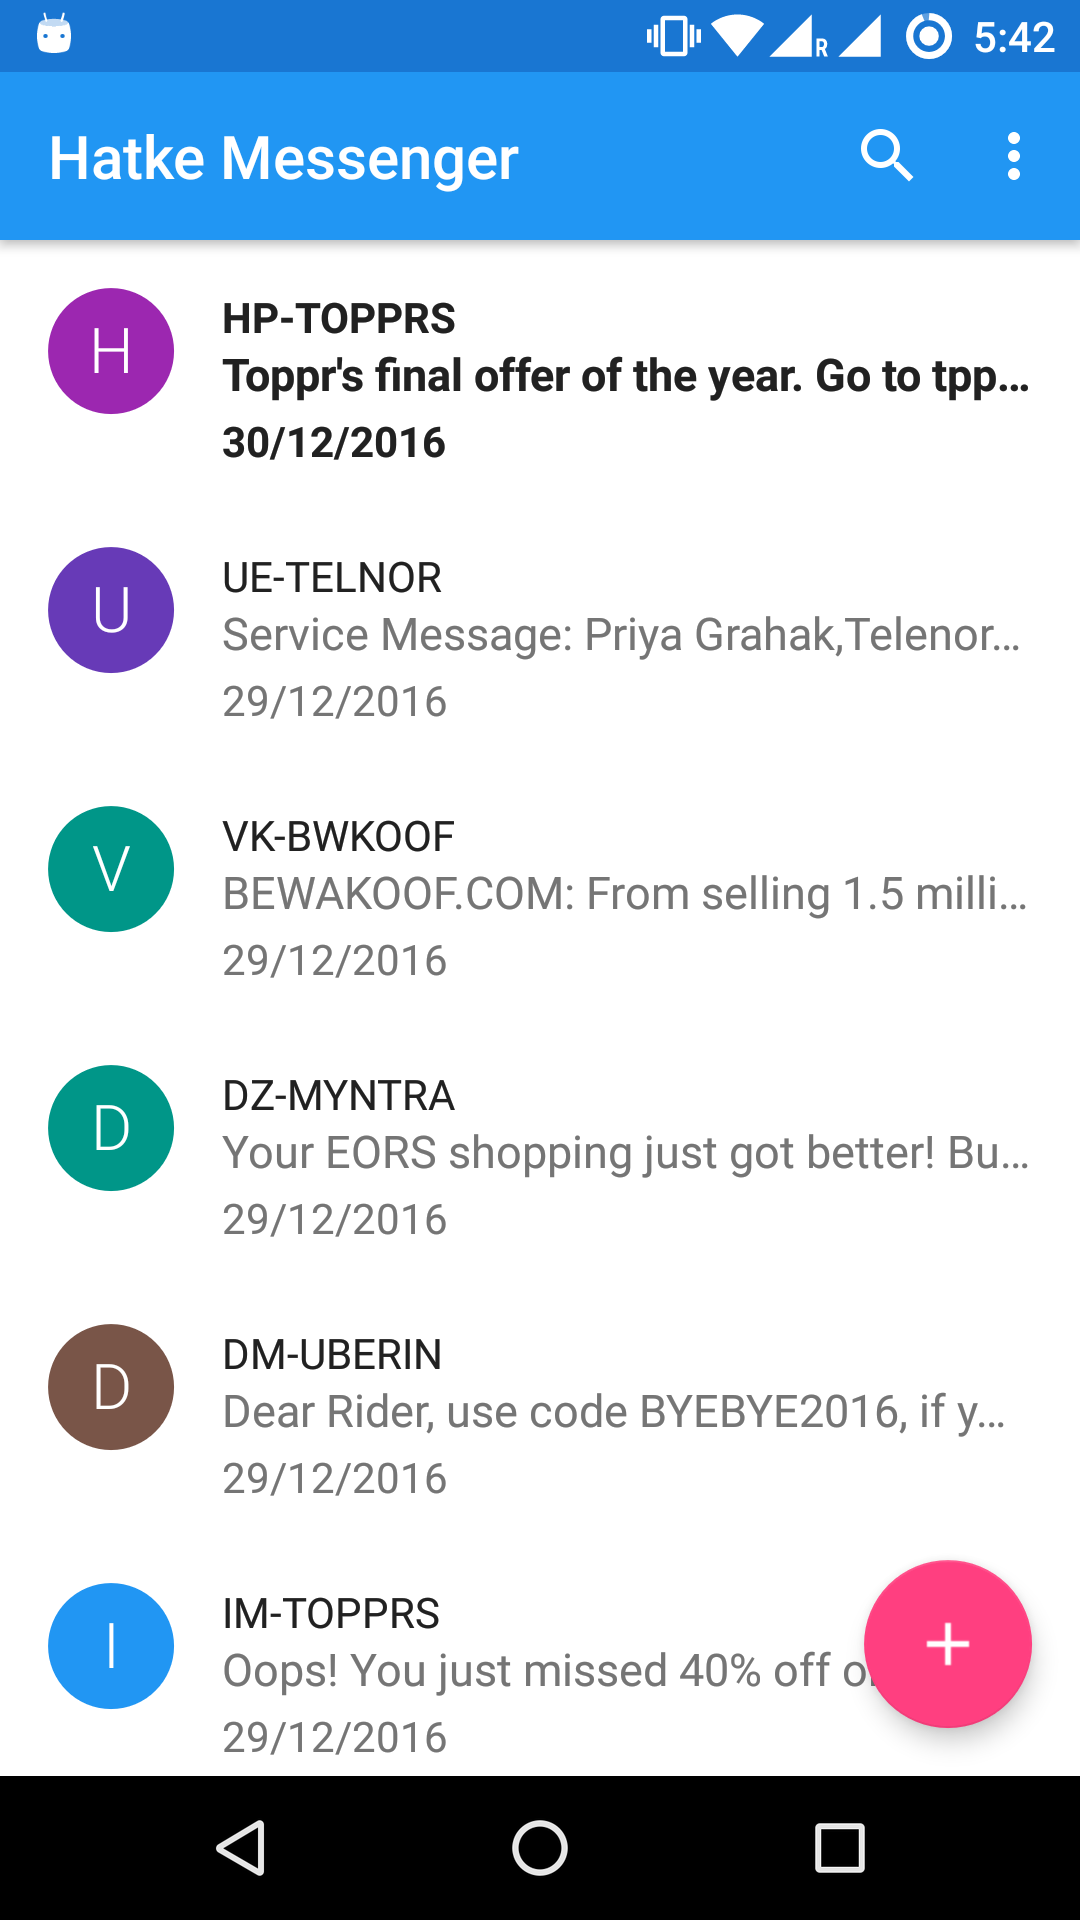 R 5:42
Hatke Messenger
H
HP-TOPPRS
Toppr's final offer of the year. Go to tpp...
30/12/2016
U
UE-TELNOR
Service Message: Priya Grahak,Telenor...
29/12/2016
V
VK-BWKOOF
BEWAKOOF.COM: From selling 1.5 milli...
29/12/2016
D
DZ-MYNTRA
Your EORS shopping just got better! Bu...
29/12/2016
D
DM-UBERIN
Dear Rider, use code BYEBYE2016, if y...
29/12/2016
I
IM-TOPPRS
Oops! You just missed 40% off
29/12/2016